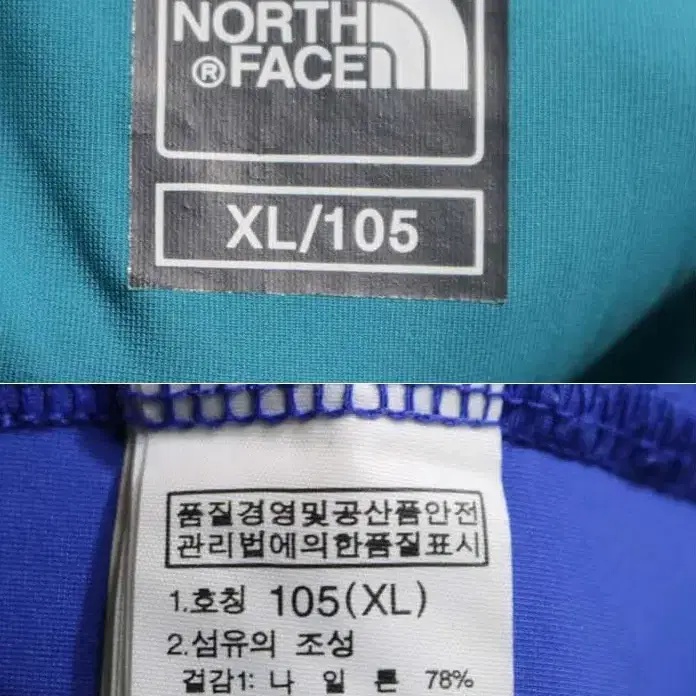 NORTH
® FACE
XL/105
품질경영및공산품안전
관리법에의한품질표시
1.호칭 105(XL)
2.섬유의 조성
겉감1: 나 일 론 78%